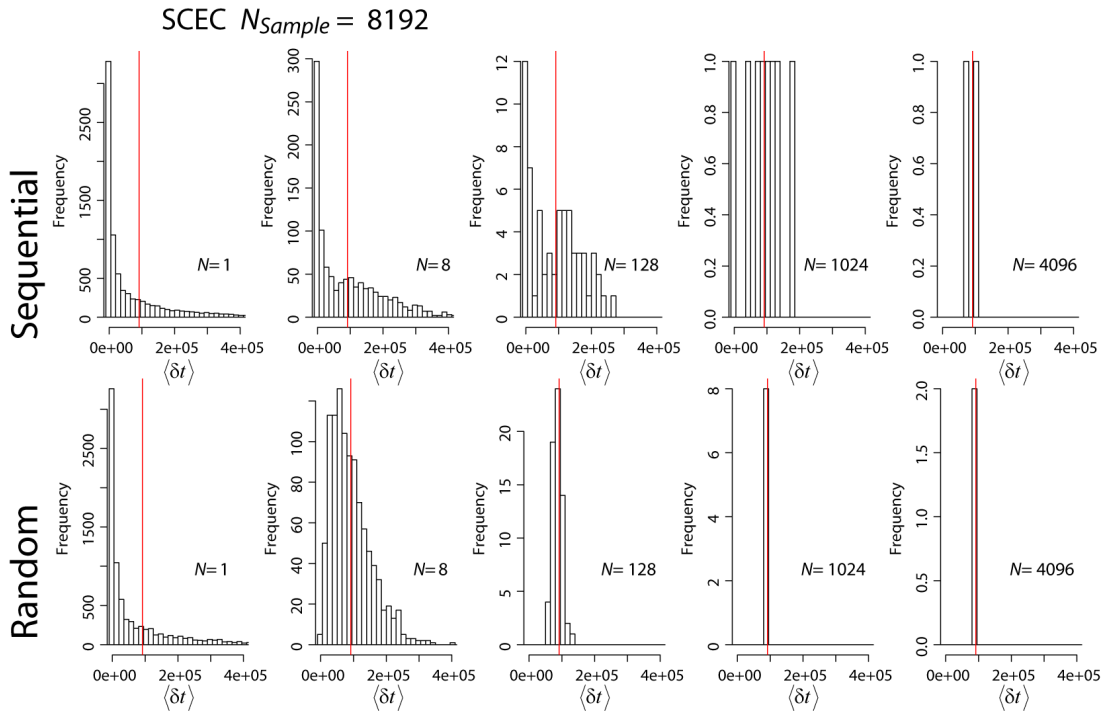 SCEC N_Sample = 8192
Sequential
Frequency
0 500 1500 2500
0e+00 2e+05 4e+05
⟨δt⟩
N= 1
Frequency
0 50 100 150 200 250 300
0e+00 2e+05 4e+05
⟨δt⟩
N= 8
Frequency
0 2 4 6 8 10 12
0e+00 2e+05 4e+05
⟨δt⟩
N= 128
Frequency
0.0 0.2 0.4 0.6 0.8 1.0
0e+00 2e+05 4e+05
⟨δt⟩
N= 1024
Frequency
0.0 0.2 0.4 0.6 0.8 1.0
0e+00 2e+05 4e+05
⟨δt⟩
N= 4096
Random
Frequency
0 500 1500 2500
0e+00 2e+05 4e+05
⟨δt⟩
N= 1
Frequency
0 20 40 60 80 100
0e+00 2e+05 4e+05
⟨δt⟩
N= 8
Frequency
0 5 10 15 20
0e+00 2e+05 4e+05
⟨δt⟩
N= 128
Frequency
0 2 4 6 8
0e+00 2e+05 4e+05
⟨δt⟩
N= 1024
Frequency
0.0 0.5 1.0 1.5 2.0
0e+00 2e+05 4e+05
⟨δt⟩
N= 4096